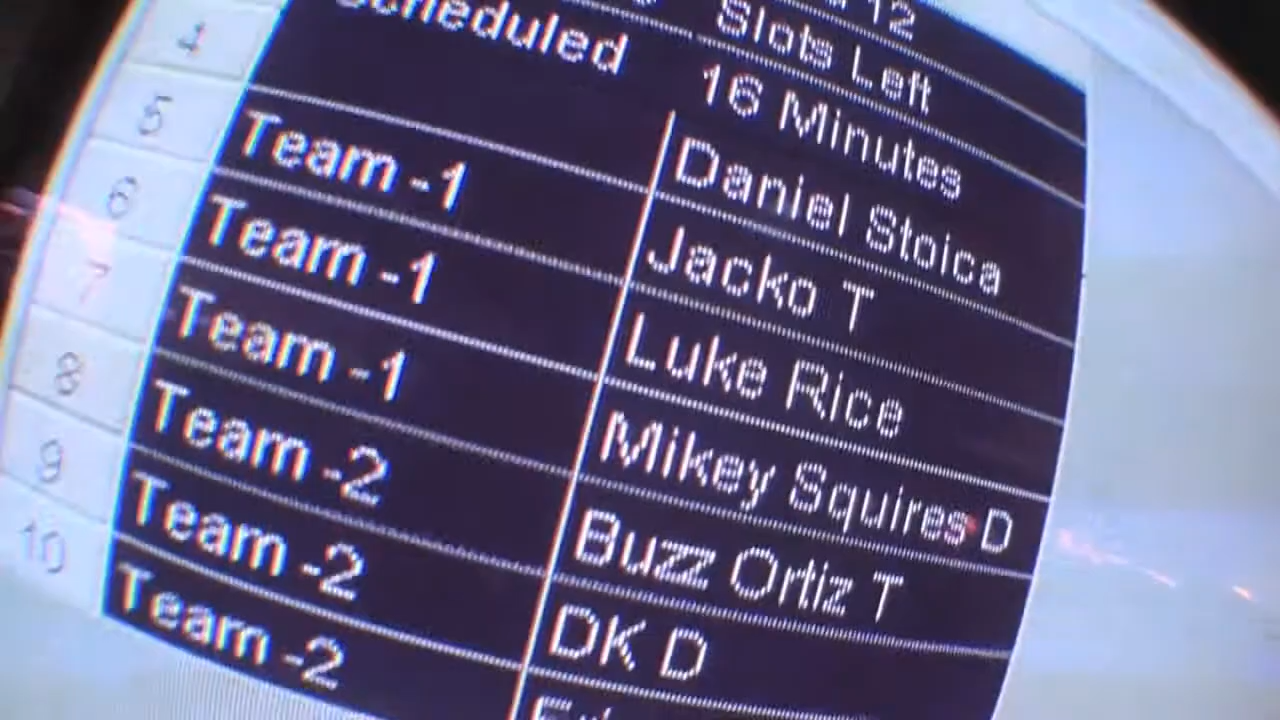 Slots Left
4
Scheduled 16 Minutes
Daniel Stoica
5 Team -1 Jacko T
6 Team -1 Luke Rice
7 Team -1 Mikey Squires D
8 Team -2 Buzz Ortiz T
9 Team -2 DK D
10 Team -2